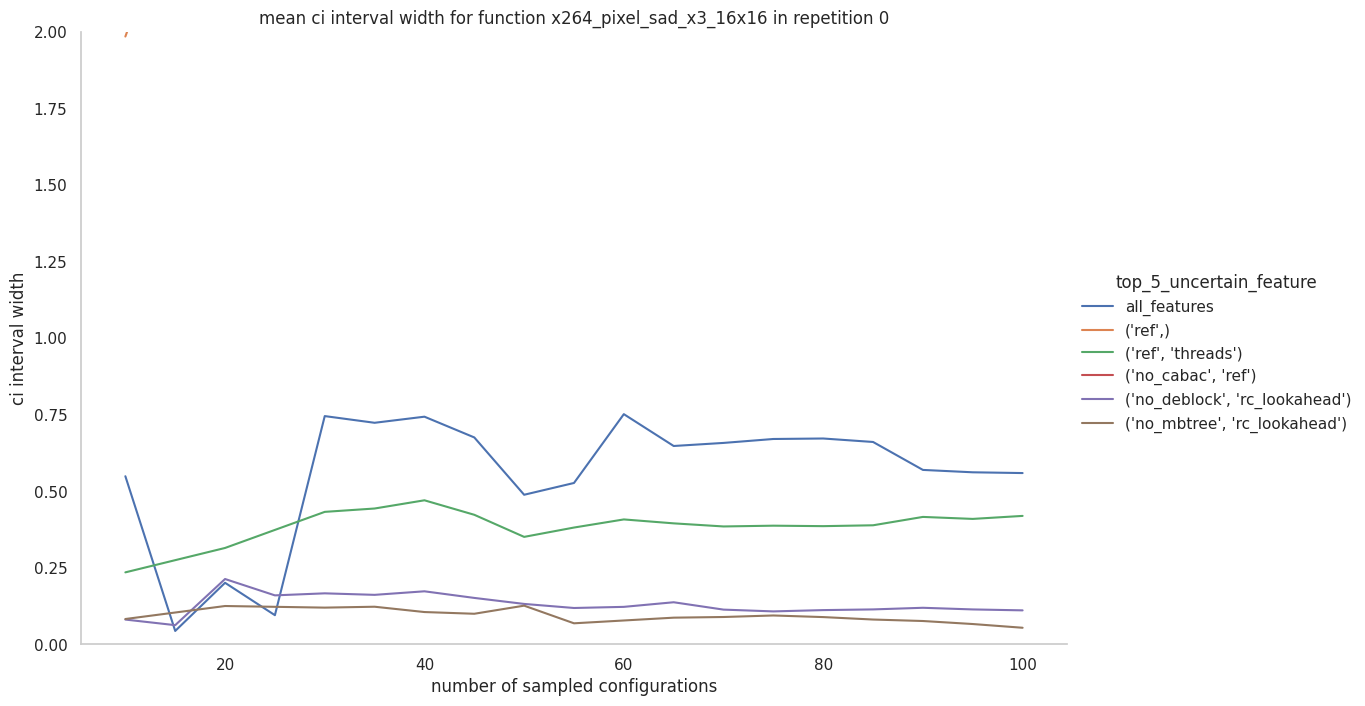 mean ci interval width for function x264_pixel_sad_x3_16x16 in repetition 0
2.00
1.75
1.50
1.25
1.00
0.75
0.50
0.25
0.00
ci interval width
20
40
60
80
100
number of sampled configurations
top_5_uncertain_feature
all_features
('ref',)
('ref', 'threads')
('no_cabac', 'ref')
('no_deblock', 'rc_lookahead')
('no_mbtree', 'rc_lookahead')